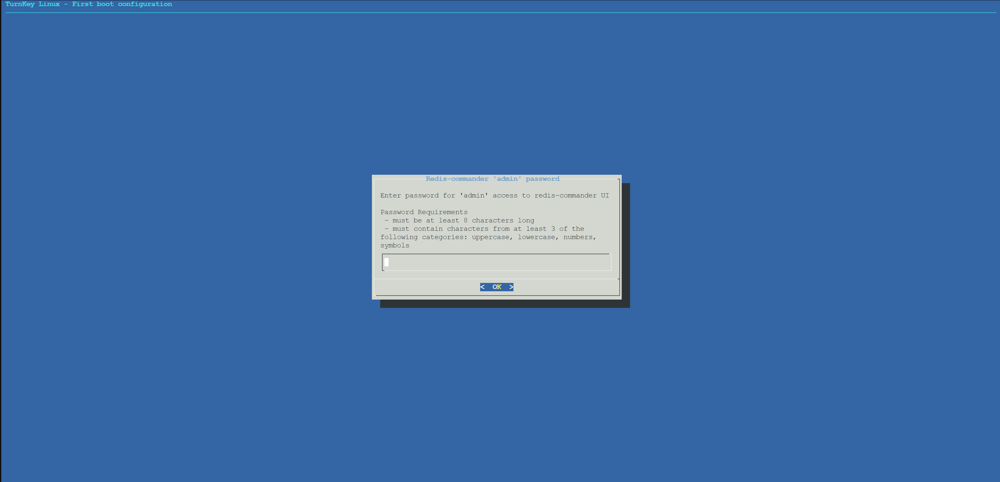 TurnKey Linux - First boot configuration
Redis-commander 'admin' password
Enter password for 'admin' access to redis-commander UI
Password Requirements
- must be at least 8 characters long
- must contain characters from at least 3 of the
following categories: uppercase, lowercase, numbers,
symbols
< OK >